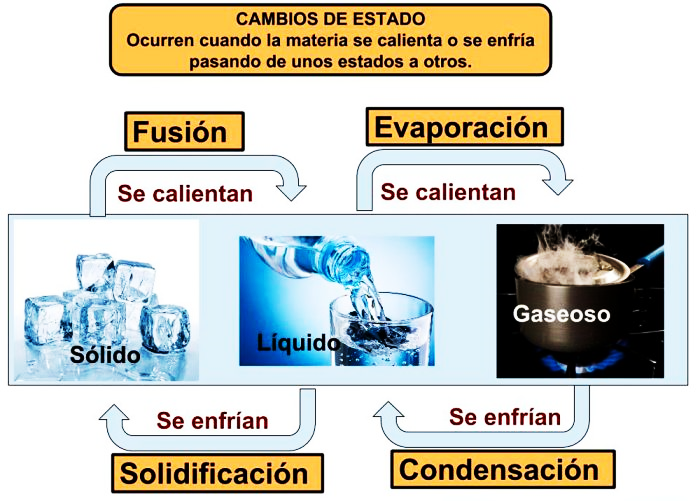 CAMBIOS DE ESTADO
Ocurren cuando la materia se calienta o se enfría
pasando de unos estados a otros.
Fusión
Evaporación
Se calientan
Se calientan
Sólido
Líquido
Gaseoso
Se enfrían
Se enfrían
Solidificación
Condensación